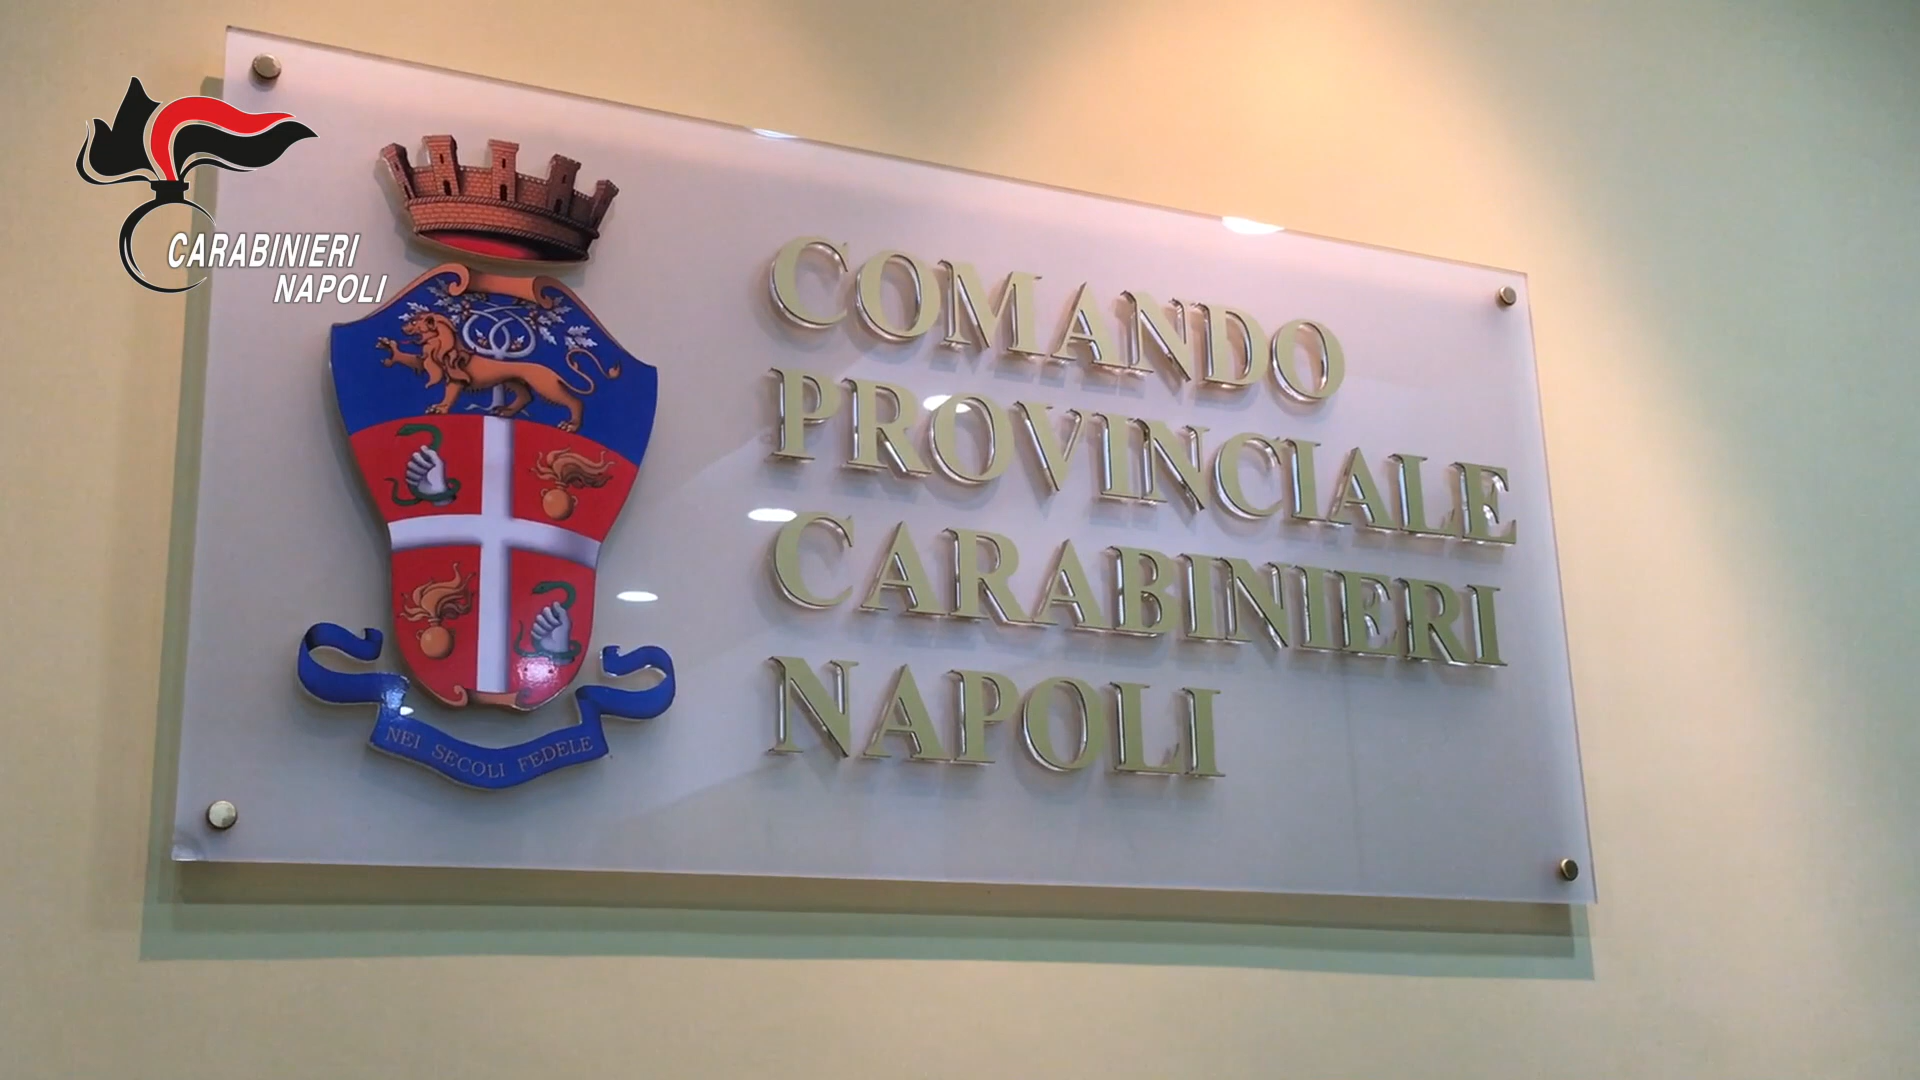 CARABINIERI
NAPOLI
COMANDO
PROVINCIALE
CARABINIERI
NAPOLI
NEI SECOLI FEDELE